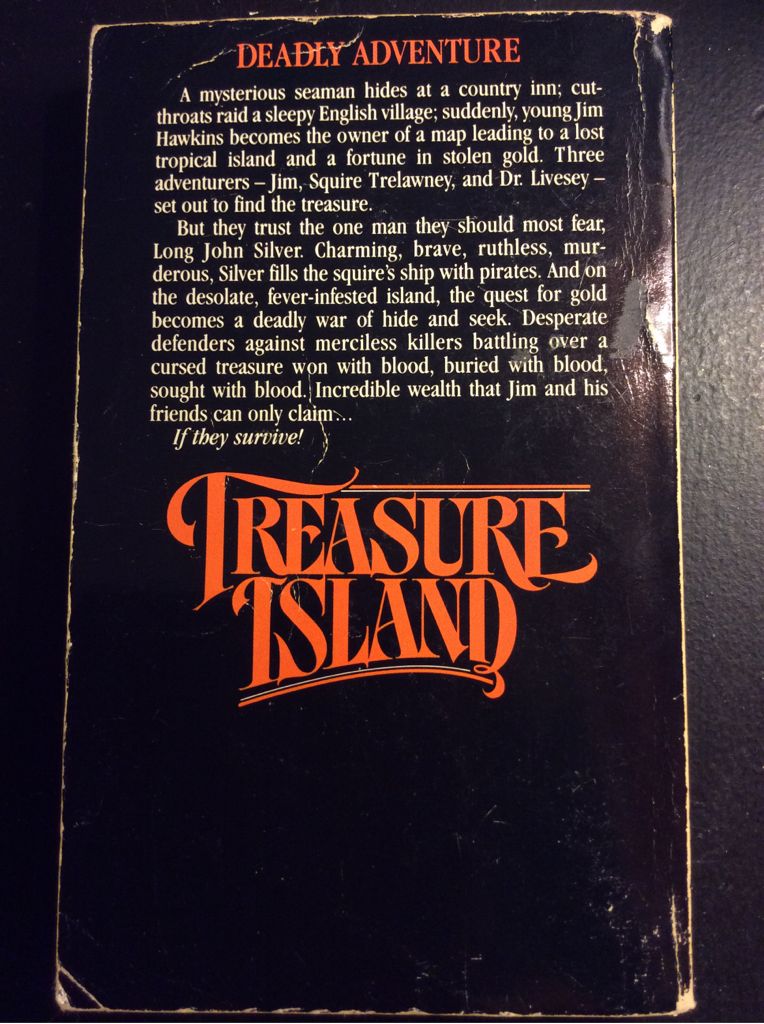 DEADLY ADVENTURE
A mysterious seaman hides at a country inn; cut-
throats raid a sleepy English village; suddenly, young Jim
Hawkins becomes the owner of a map leading to a lost
tropical island and a fortune in stolen gold. Three
adventurers – Jim, Squire Trelawney, and Dr. Livesey –
set out to find the treasure.
But they trust the one man they should most fear,
Long John Silver. Charming, brave, ruthless, mur-
derous, Silver fills the squire's ship with pirates. And on
the desolate, fever-infested island, the quest for gold
becomes a deadly war of hide and seek. Desperate
defenders against merciless killers battling over a
cursed treasure won with blood, buried with blood,
sought with blood. Incredible wealth that Jim and his
friends can only claim...
If they survive!
TREASURE
ISLAND